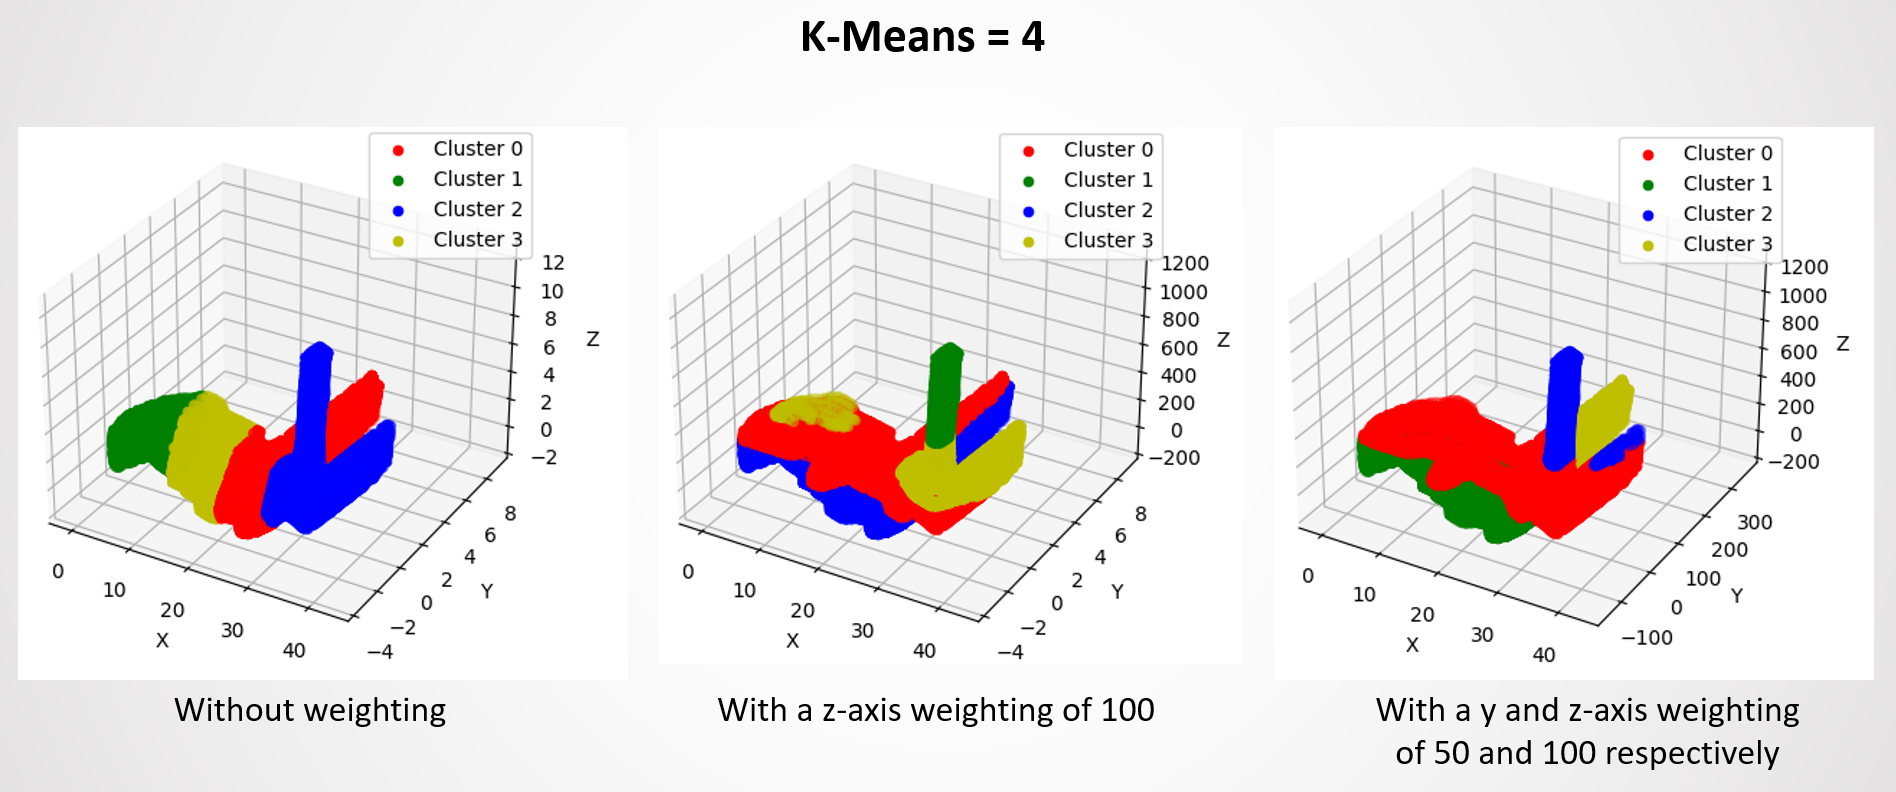 K-Means = 4
Cluster 0
Cluster 1
Cluster 2
Cluster 3
12
10
8
6
4
2
0
−2
Z
8
6
4
2
0
−2
−4
Y
0
10
20
30
40
X
Without weighting
Cluster 0
Cluster 1
Cluster 2
Cluster 3
1200
1000
800
600
400
200
0
−200
Z
8
6
4
2
0
−2
−4
Y
0
10
20
30
40
X
With a z-axis weighting of 100
Cluster 0
Cluster 1
Cluster 2
Cluster 3
1200
1000
800
600
400
200
0
−200
Z
300
200
100
0
−100
Y
0
10
20
30
40
X
With a y and z-axis weighting
of 50 and 100 respectively